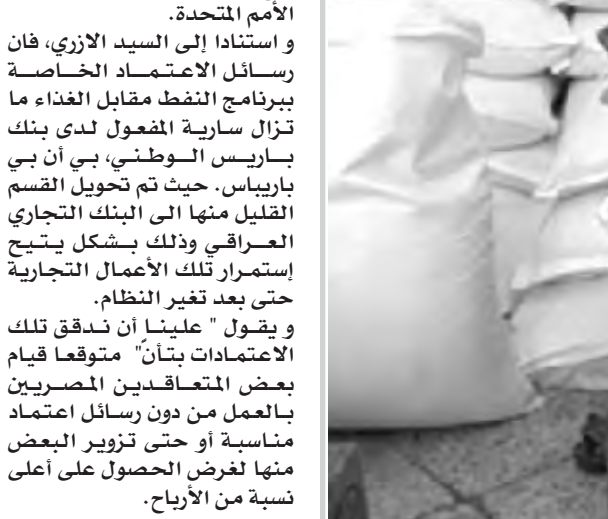 الأمم المتحدة.
و استنادا إلى السيد الازري، فان
رسائل الاعتماد الخاصة
ببرنامج النفط مقابل الغذاء ما
تزال سارية المفعول لدى بنك
باريس الوطني، بي أن بي
باريباس. حيث تم تحويل القسم
القليل منها الى البنك التجاري
العراقي وذلك بشكل يتيح
إستمرار تلك الأعمال التجارية
حتى بعد تغير النظام.
و يقول " علينا أن ندقق تلك
الاعتمادات بتأنٍ" متوقعا قيام
بعض المتعاقدين المصريين
بالعمل من دون رسائل اعتماد
مناسبة أو حتى تزوير البعض
منها لغرض الحصول على أعلى
نسبة من الأرباح.